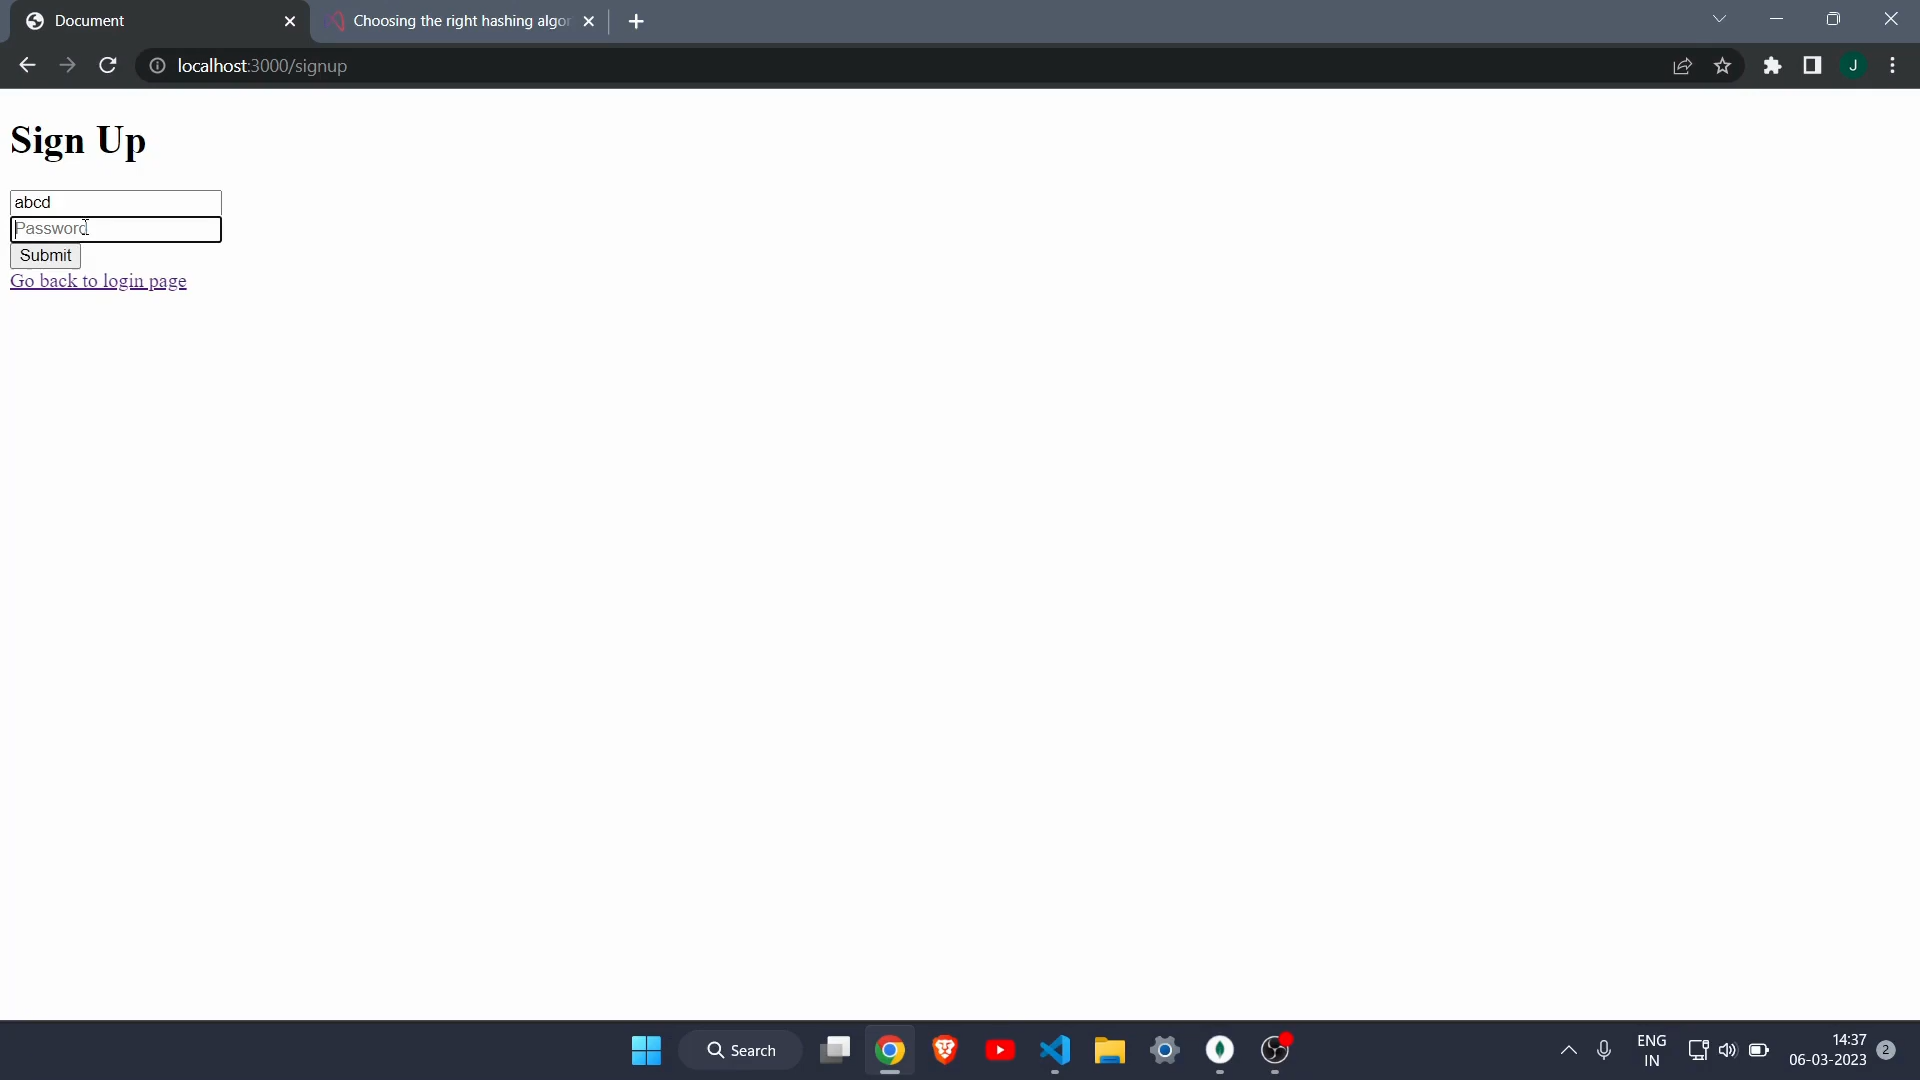 Document
Choosing the right hashing algor
localhost:3000/signup
J
Sign Up
abcd
Password
Submit
Go back to login page
Search
ENG
IN
14:37
06-03-2023
2